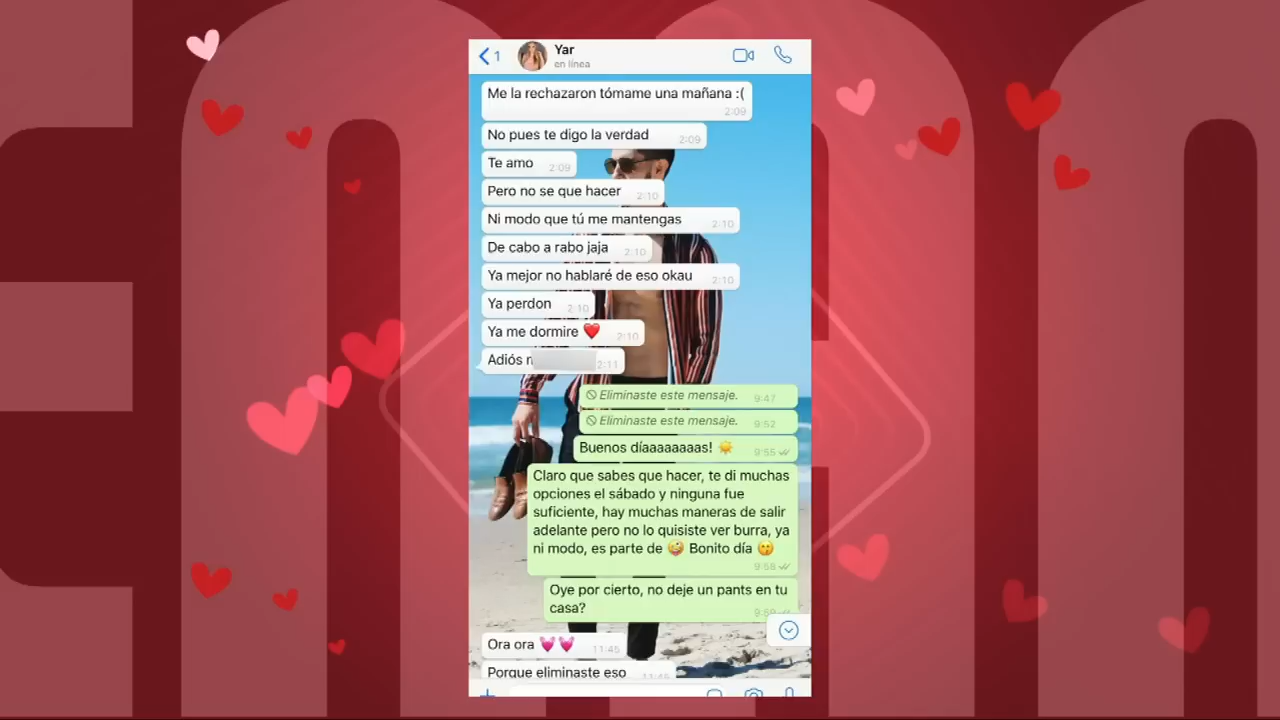 1
Yar
en línea
Me la rechazaron tómame una mañana :(
2:09
No pues te digo la verdad
2:09
Te amo
2:09
Pero no se que hacer
2:10
Ni modo que tú me mantengas
2:10
De cabo a rabo jaja
2:10
Ya mejor no hablaré de eso okau
2:10
Ya perdon
2:10
Ya me dormire ❤️
2:10
Adiós
2:11
Eliminaste este mensaje.
9:47
Eliminaste este mensaje.
9:52
Buenos díaaaaaaaas! ☀️
9:55
Claro que sabes que hacer, te di muchas
opciones el sábado y ninguna fue
suficiente, hay muchas maneras de salir
adelante pero no lo quisiste ver burra, ya
ni modo, es parte de 🤪 Bonito día 🤫
9:58
Oye por cierto, no deje un pants en tu
casa?
9:59
Ora ora 💓💓
11:45
Porque eliminaste eso